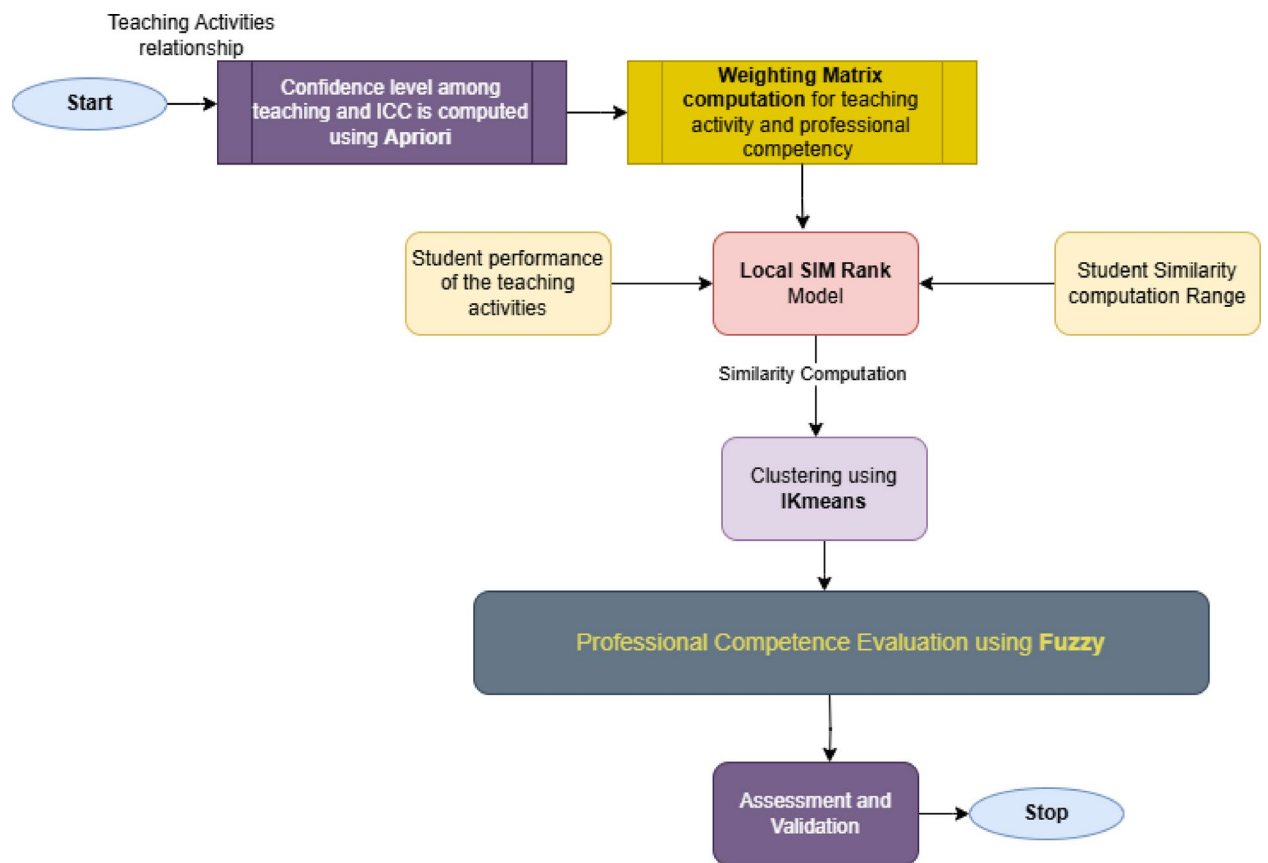 Teaching Activities
relationship
Start
Confidence level among
teaching and ICC is computed
using Apriori
Weighting Matrix
computation for teaching
activity and professional
competency
Student performance
of the teaching
activities
Local SIM Rank
Model
Student Similarity
computation Range
Similarity Computation
Clustering using
IKmeans
Professional Competence Evaluation using Fuzzy
Assessment and
Validation
Stop